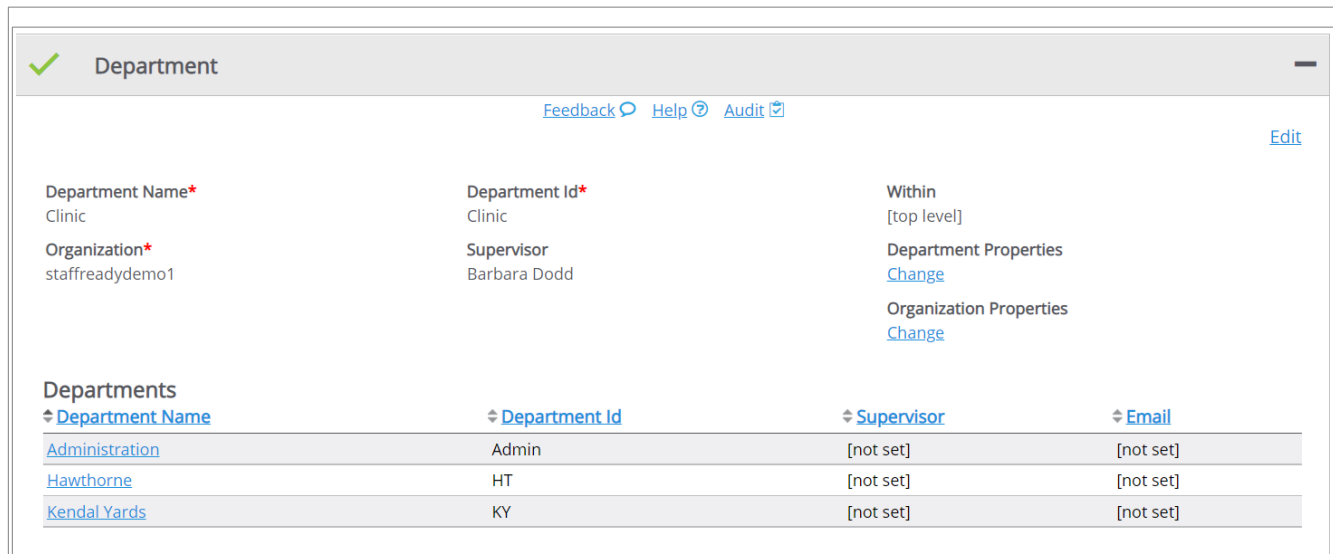 Department
Feedback Help Audit
Edit
Department Name* Department Id* Within
Clinic Clinic [top level]
Organization* Supervisor Department Properties
staffreadydemo1 Barbara Dodd Change
Organization Properties
Change
Departments
Department Name Department Id Supervisor Email
Administration Admin [not set] [not set]
Hawthorne HT [not set] [not set]
Kendal Yards KY [not set] [not set]